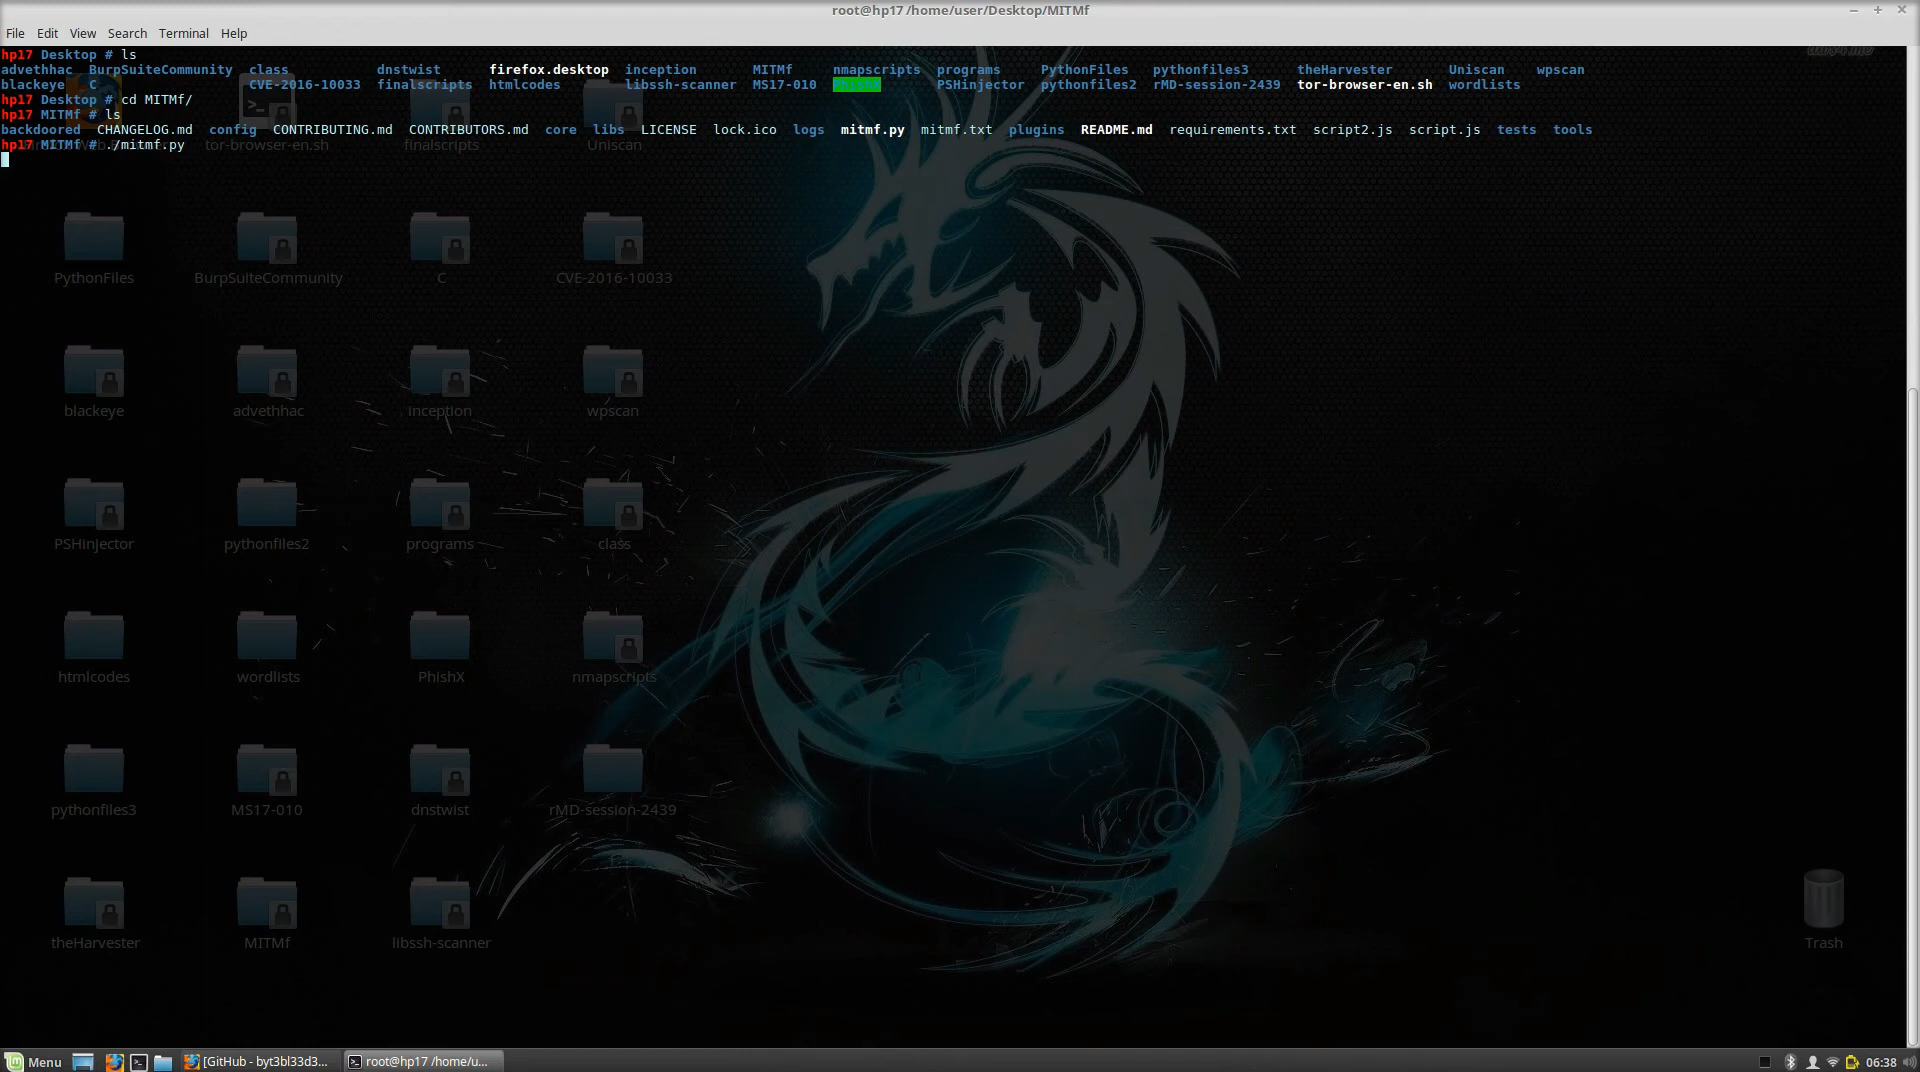 root@hp17 /home/user/Desktop/MITMf
File Edit View Search Terminal Help
hp17 Desktop # ls
advethhac BurpSuiteCommunity class dnstwist firefox.desktop inception MITMf nmapscripts programs PythonFiles pythonfiles3 theHarvester Uniscan wpscan
blackeye C CVE-2016-10033 finalscripts htmlcodes libssh-scanner MS17-010 PhishX PSHinjector pythonfiles2 rMD-session-2439 tor-browser-en.sh wordlists
hp17 Desktop # cd MITMf/
hp17 MITMf # ls
backdoored CHANGELOG.md config CONTRIBUTING.md CONTRIBUTORS.md core libs LICENSE lock.ico logs mitmf.py mitmf.txt plugins README.md requirements.txt script2.js script.js tests tools
hp17 MITMf # ./mitmf.py
tor-browser-en.sh finalscripts Uniscan
PythonFiles BurpSuiteCommunity C CVE-2016-10033
blackeye advethhac inception wpscan
PSHinjector pythonfiles2 programs class
htmlcodes wordlists PhishX nmapscripts
pythonfiles3 MS17-010 dnstwist rMD-session-2439
theHarvester MITMf libssh-scanner Trash
Menu [GitHub - byt3bl33d3... root@hp17 /home/u... 06:38